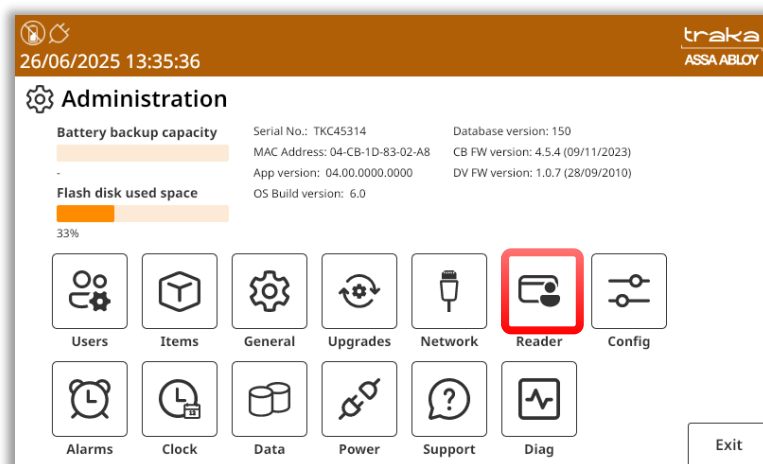 traka
26/06/2025 13:35:36
ASSA ABLOY
Administration
Battery backup capacity
-
Flash disk used space
33%
Serial No.: TKC45314
MAC Address: 04-CB-1D-83-02-A8
App version: 04.00.0000.0000
OS Build version: 6.0
Database version: 150
CB FW version: 4.5.4 (09/11/2023)
DV FW version: 1.0.7 (28/09/2010)
Users
Items
General
Upgrades
Network
Reader
Config
Alarms
Clock
Data
Power
Support
Diag
Exit